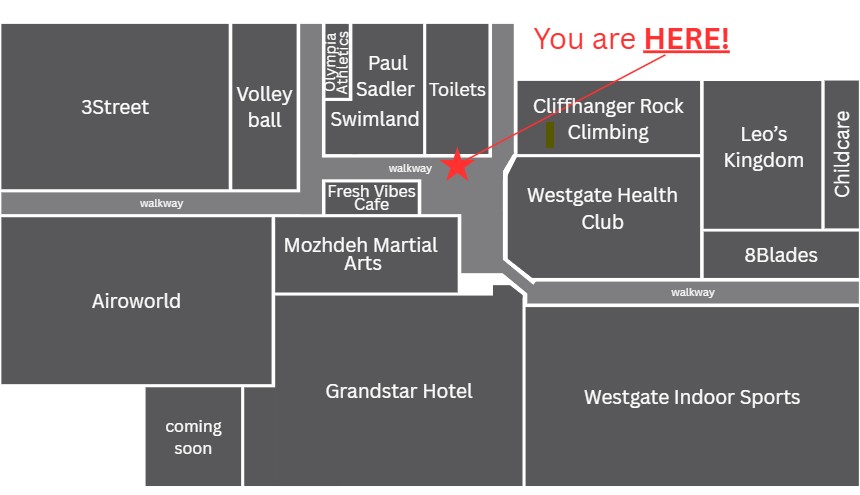 You are HERE!
Olympia
Athletics
Paul
Sadler
Swimland
Toilets
3Street
Volley
ball
Cliffhanger Rock
Climbing
Leo's
Kingdom
Childcare
walkway
Fresh Vibes
Cafe
Westgate Health
Club
walkway
8Blades
Mozhdeh Martial
Arts
walkway
Airoworld
Grandstar Hotel
Westgate Indoor Sports
coming
soon